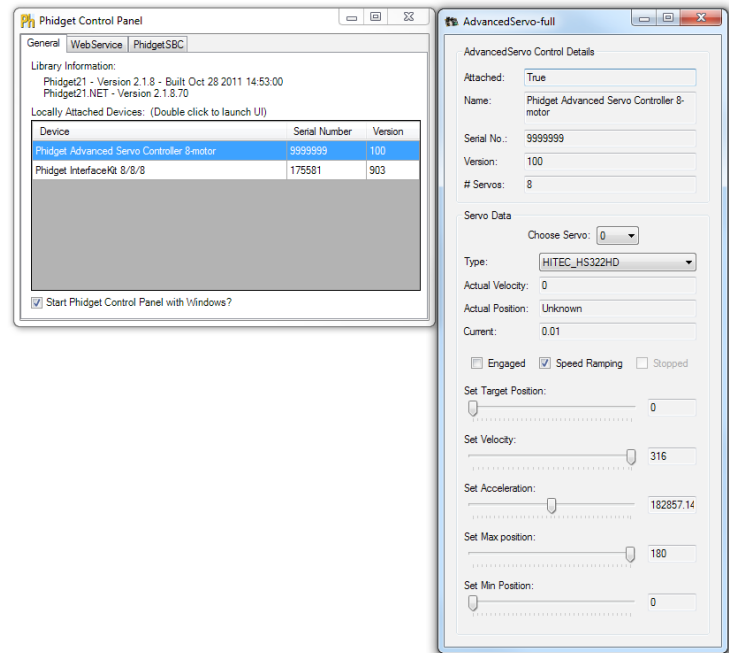 Ph Phidget Control Panel
General WebService PhidgetSBC
Library Information:
Phidget21 - Version 2.1.8 - Built Oct 28 2011 14:53:00
Phidget21.NET - Version 2.1.8.70
Locally Attached Devices: (Double click to launch UI)
Device Serial Number Version
Phidget Advanced Servo Controller 8-motor 9999999 100
Phidget InterfaceKit 8/8/8 175581 903
Start Phidget Control Panel with Windows?
AdvancedServo-full
AdvancedServo Control Details
Attached: True
Name: Phidget Advanced Servo Controller 8-
motor
Serial No.: 9999999
Version: 100
# Servos: 8
Servo Data
Choose Servo: 0
Type: HITEC_HS322HD
Actual Velocity: 0
Actual Position: Unknown
Current: 0.01
Engaged Speed Ramping Stopped
Set Target Position:
0
Set Velocity:
316
Set Acceleration:
182857.14
Set Max position:
180
Set Min Position:
0